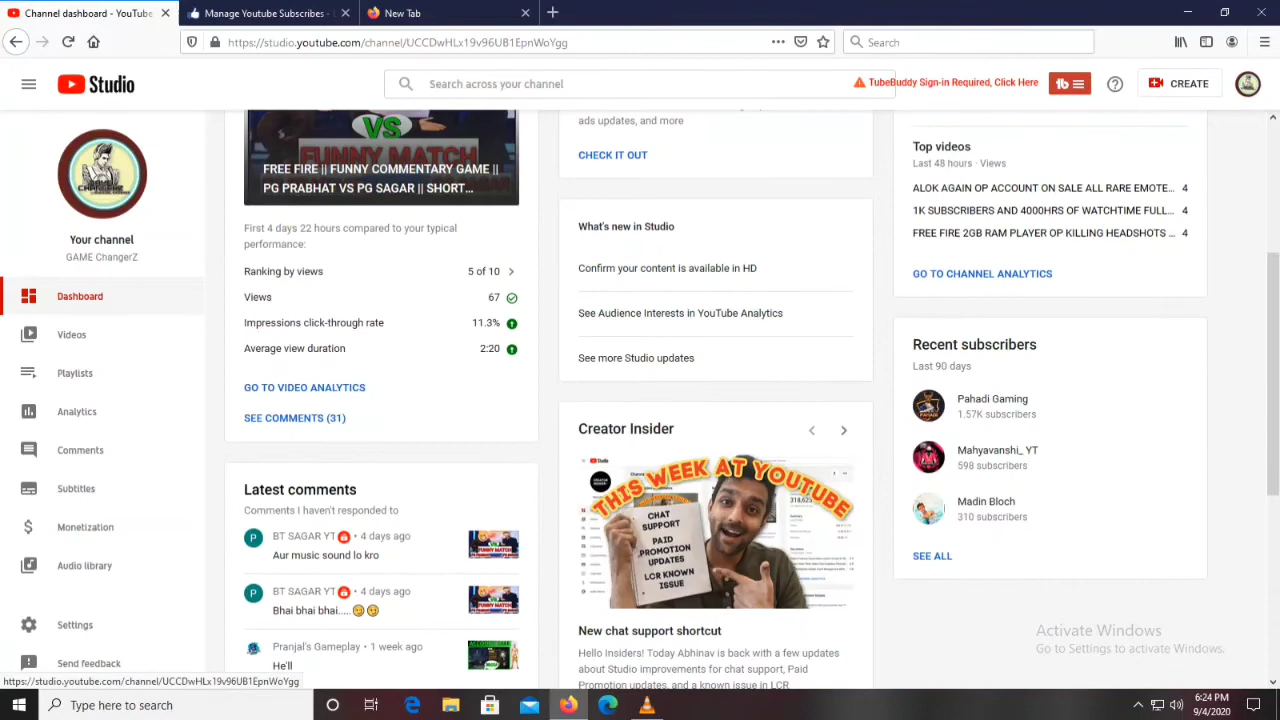 Channel dashboard - YouTube
Manage Youtube Subscribes -
New Tab
https://studio.youtube.com/channel/UCCDwHLx19v96UB1EpnWoYgg
Search
Studio
Search across your channel
TubeBuddy Sign-in Required, Click Here
tb
CREATE
Your channel
GAME ChangerZ
Dashboard
Videos
Playlists
Analytics
Comments
Subtitles
Monetization
Audio library
Settings
Send feedback
VS
FUNNY MATCH
FREE FIRE || FUNNY COMMENTARY GAME ||
PG PRABHAT VS PG SAGAR || SHORT...
First 4 days 22 hours compared to your typical
performance:
Ranking by views 5 of 10
Views 67
Impressions click-through rate 11.3%
Average view duration 2:20
GO TO VIDEO ANALYTICS
SEE COMMENTS (31)
Latest comments
Comments I haven't responded to
P BT SAGAR YT • 4 days ago
Aur music sound lo kro
FUNNY MATCH
P BT SAGAR YT • 4 days ago
Bhai bhai bhai.....😏😏
FUNNY MATCH
Pranjal's Gameplay • 1 week ago
He'll
ads updates, and more
CHECK IT OUT
What's new in Studio
Confirm your content is available in HD
See Audience Interests in YouTube Analytics
See more Studio updates
Creator Insider
THIS WEEK AT YOUTUBE
Studio
CHAT
SUPPORT
PAID
PROMOTION
UPDATES
LCR KNOWN
ISSUE
New chat support shortcut
Hello Insiders! Today Abhinav is back with a few updates
about Studio improvements for chat support, Paid
Promotion updates, and a known issue in LCR
Top videos
Last 48 hours · Views
ALOK AGAIN OP ACCOUNT ON SALE ALL RARE EMOTE... 4
1K SUBSCRIBERS AND 4000HRS OF WATCHTIME FULL... 4
FREE FIRE 2GB RAM PLAYER OP KILLING HEADSHOTS ... 4
GO TO CHANNEL ANALYTICS
Recent subscribers
Last 90 days
Pahadi Gaming
1.57K subscribers
Mahyavanshi_ YT
598 subscribers
Madin Bloch
310 subscribers
SEE ALL
Activate Windows
Go to Settings to activate Windows.
https://studio.youtube.com/channel/UCCDwHLx19v96UB1EpnWoYgg
Type here to search
6:24 PM
9/4/2020